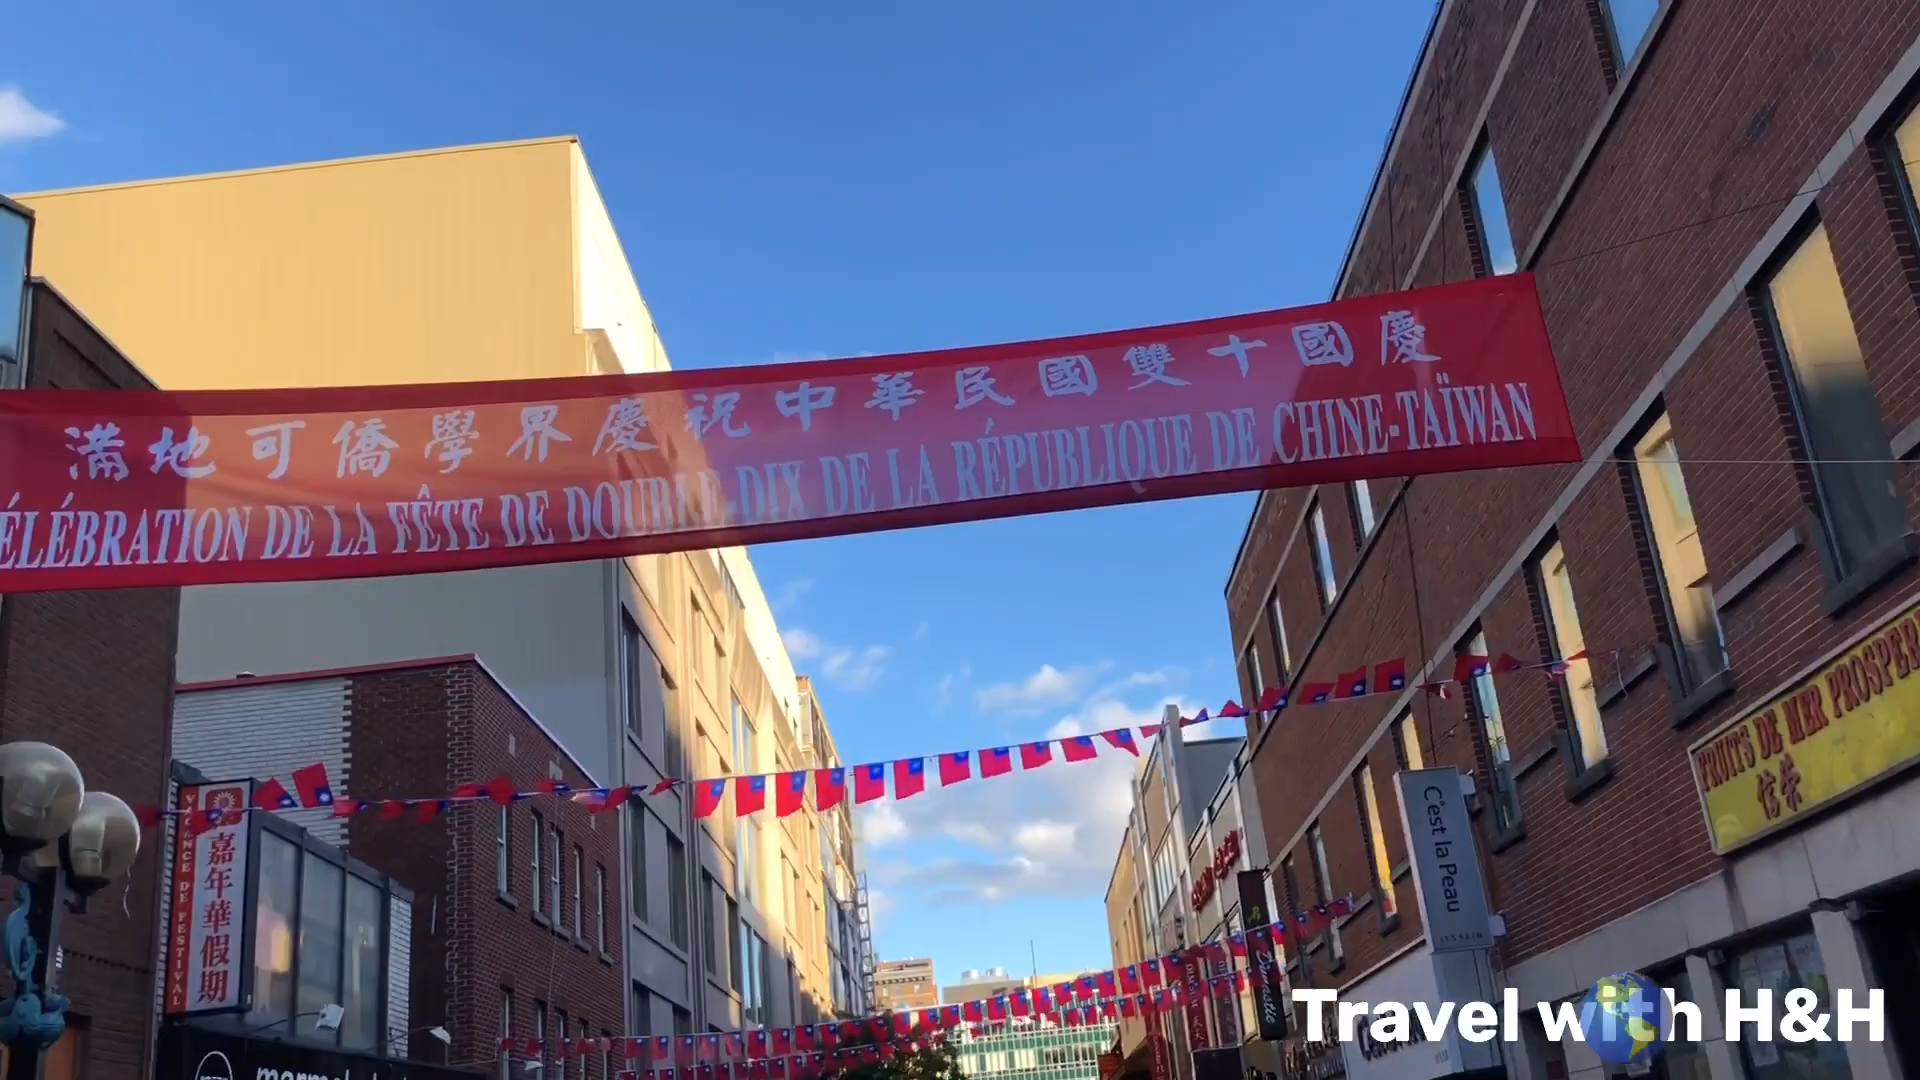 滿地可僑學界慶祝中華民國雙十國慶
ÉLÉBRATION DE LA FÊTE DE DOUBLE-DIX DE LA RÉPUBLIQUE DE CHINE-TAÏWAN
VACANCE DE FESTIVAL
嘉年華假期
FRUITS DE MER PROSPER
信榮
C'est la Peau
Travel with H&H